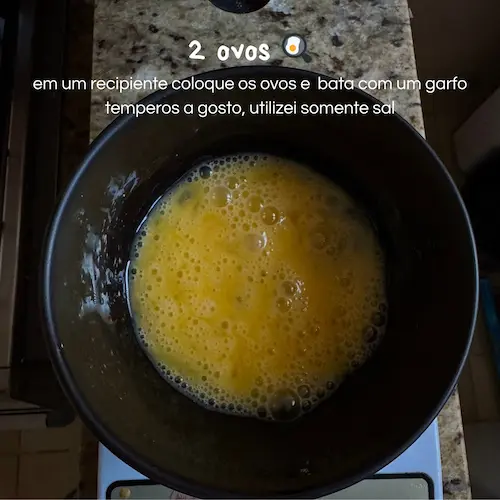 2 ovos
em um recipiente coloque os ovos e bata com um garfo
temperos a gosto, utilizei somente sal